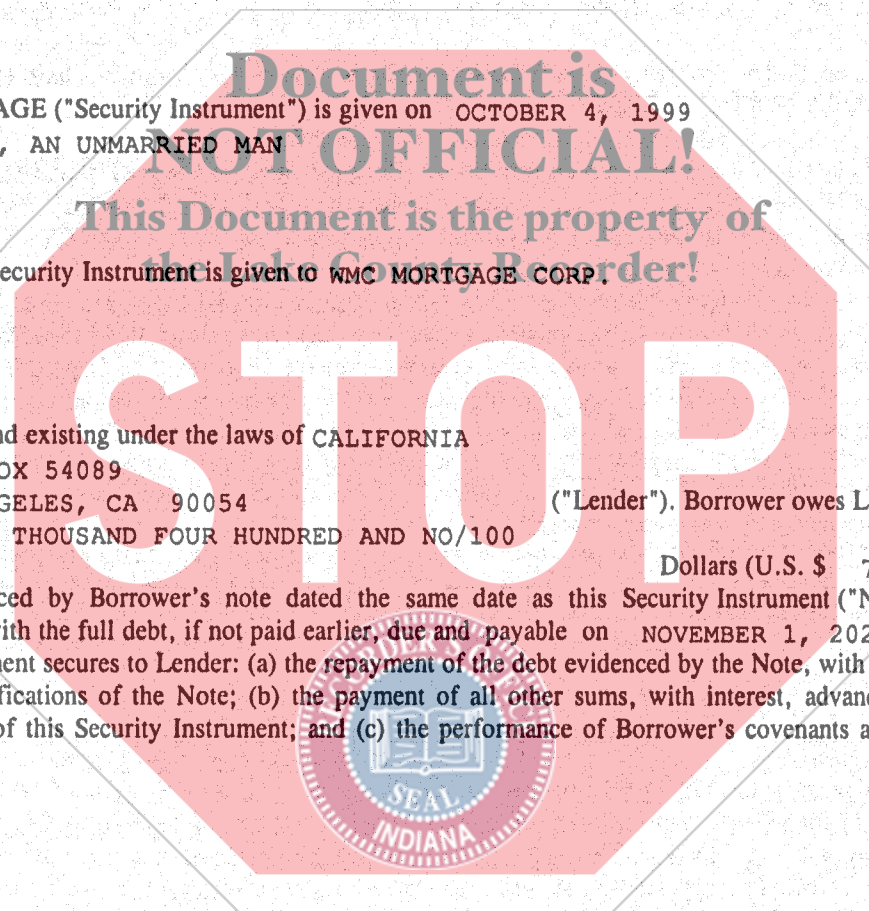 Document is
AGE ("Security Instrument") is given on OCTOBER 4, 1999
, AN UNMARRIED MAN
NOT OFFICIAL!
This Document is the property of
the Lake County Recorder!
ecurity Instrument is given to WMC MORTGAGE CORP.
STOP
nd existing under the laws of CALIFORNIA
OX 54089
GELES, CA 90054 ("Lender"). Borrower owes L
THOUSAND FOUR HUNDRED AND NO/100
Dollars (U.S. $ 7
ced by Borrower's note dated the same date as this Security Instrument ("N
ith the full debt, if not paid earlier, due and payable on NOVEMBER 1, 202
ment secures to Lender: (a) the repayment of the debt evidenced by the Note, with
ifications of the Note; (b) the payment of all other sums, with interest, advanc
of this Security Instrument; and (c) the performance of Borrower's covenants a
SEAL
INDIANA